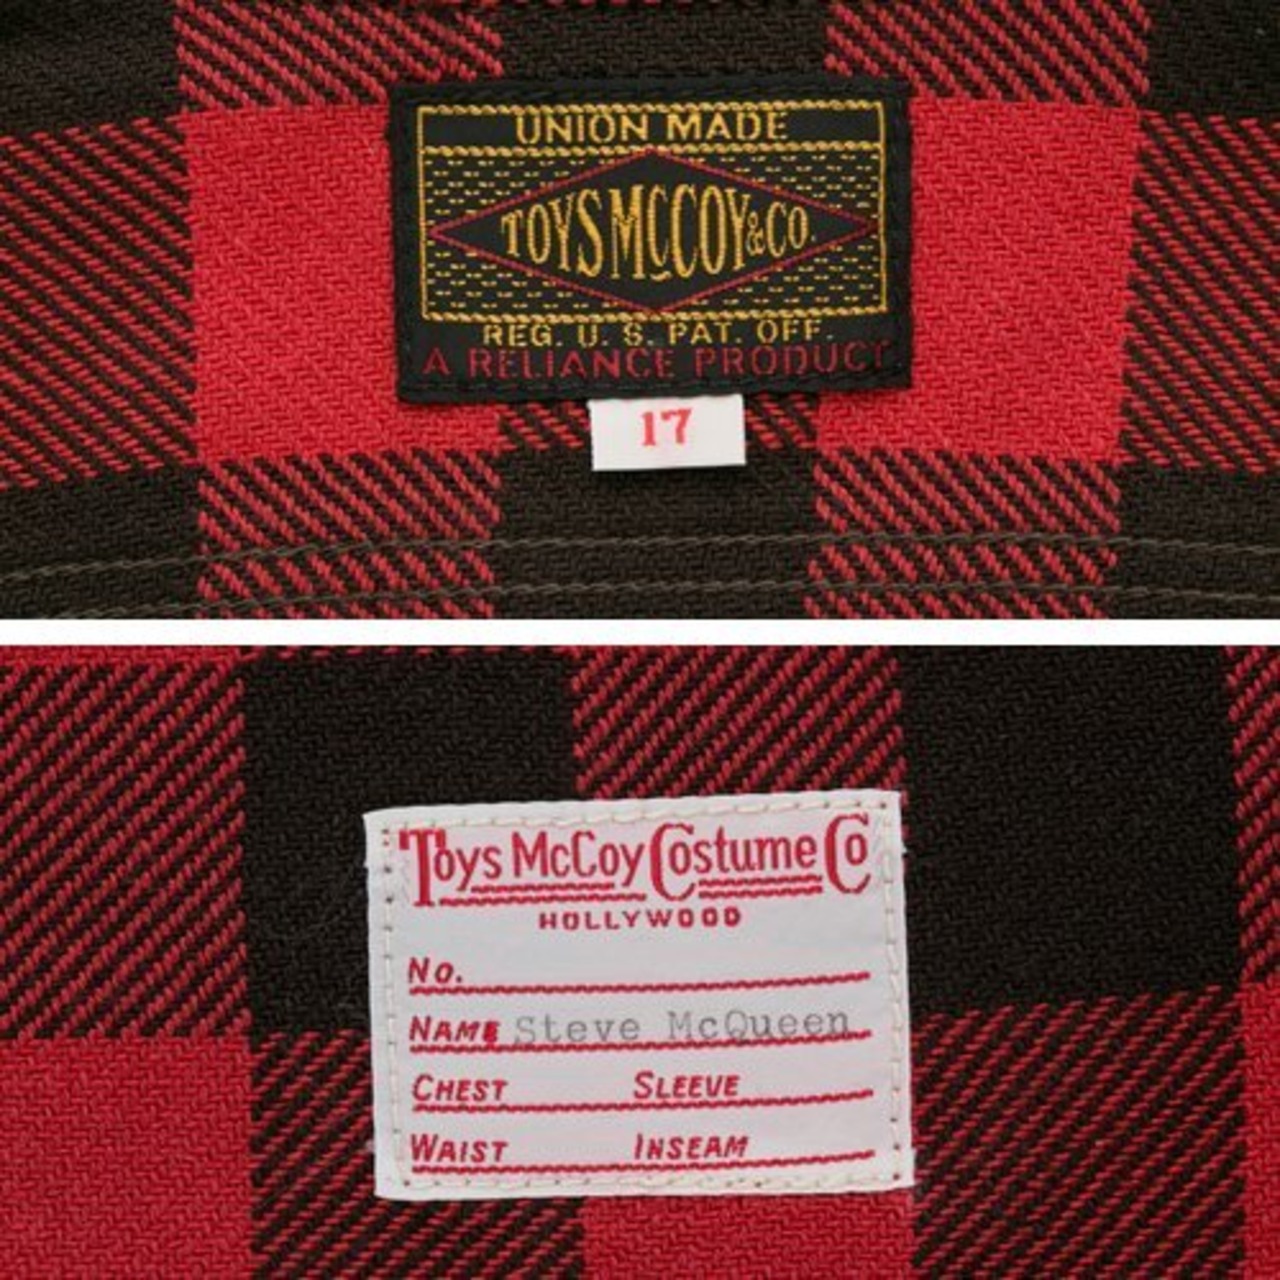 UNION MADE
TOYS McCOY & CO.
REG. U. S. PAT. OFF.
A RELIANCE PRODUCT
17
Toys McCoy Costume Co
HOLLYWOOD
No.
NAME Steve McQueen
CHEST SLEEVE
WAIST INSEAM